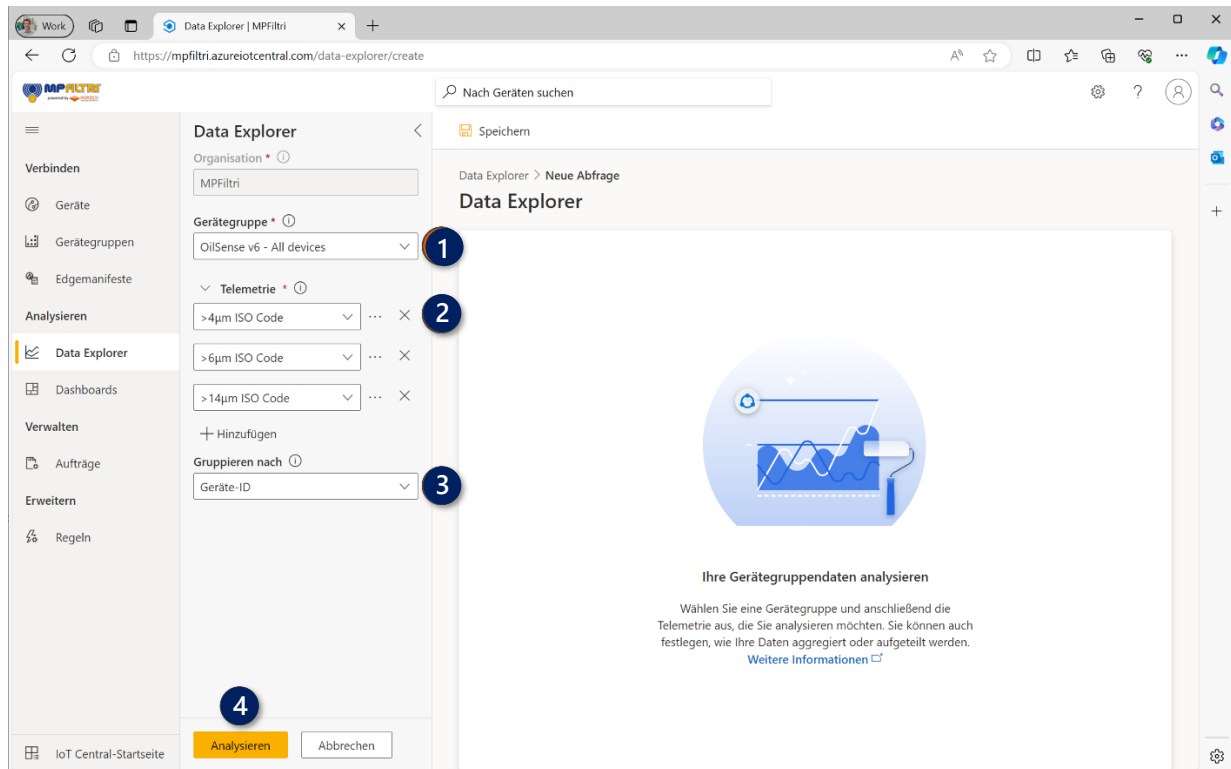 Work
Data Explorer | MPFiltri
https://mpfiltri.azureiotcentral.com/data-explorer/create
MPFILTRI
Nach Geräten suchen
Verbinden
Geräte
Gerätegruppen
Edgemanifeste
Analysieren
Data Explorer
Dashboards
Verwalten
Aufträge
Erweitern
Regeln
IoT Central-Startseite
Data Explorer
Organisation *
MPFiltri
Gerätegruppe *
OilSense v6 - All devices
1
Telemetrie *
>4µm ISO Code
2
>6µm ISO Code
>14µm ISO Code
Hinzufügen
Gruppieren nach
Geräte-ID
3
4
Analysieren
Abbrechen
Speichern
Data Explorer > Neue Abfrage
Data Explorer
Ihre Gerätegruppendaten analysieren
Wählen Sie eine Gerätegruppe und anschließend die
Telemetrie aus, die Sie analysieren möchten. Sie können auch
festlegen, wie Ihre Daten aggregiert oder aufgeteilt werden.
Weitere Informationen